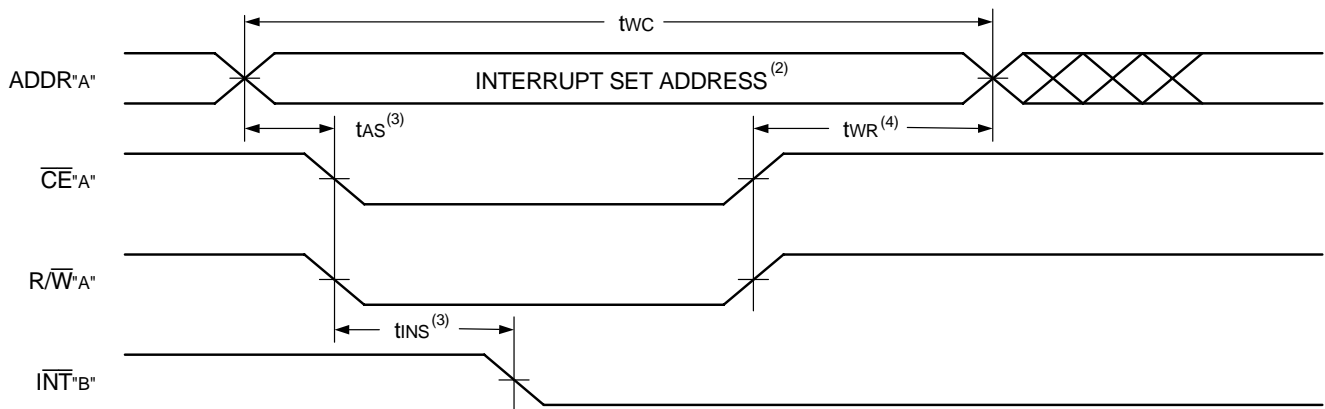 tWC
ADDR"A"
INTERRUPT SET ADDRESS(2)
tAS(3)
tWR(4)
CE"A"
R/W"A"
tINS(3)
INT"B"